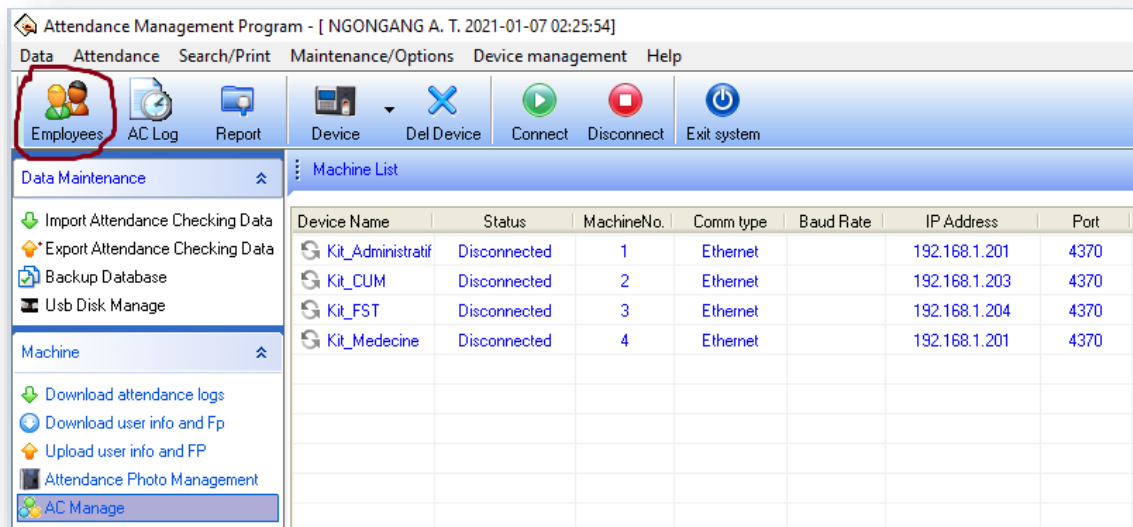 Attendance Management Program - [ NGONGANG A. T. 2021-01-07 02:25:54]
Data Attendance Search/Print Maintenance/Options Device management Help
Employees AC Log Report Device Del Device Connect Disconnect Exit system
Data Maintenance
Import Attendance Checking Data
Export Attendance Checking Data
Backup Database
Usb Disk Manage
Machine
Download attendance logs
Download user info and Fp
Upload user info and FP
Attendance Photo Management
AC Manage
Machine List
Device Name Status MachineNo. Comm type Baud Rate IP Address Port
Kit_Administratif Disconnected 1 Ethernet 192.168.1.201 4370
Kit_CUM Disconnected 2 Ethernet 192.168.1.203 4370
Kit_FST Disconnected 3 Ethernet 192.168.1.204 4370
Kit_Medecine Disconnected 4 Ethernet 192.168.1.201 4370